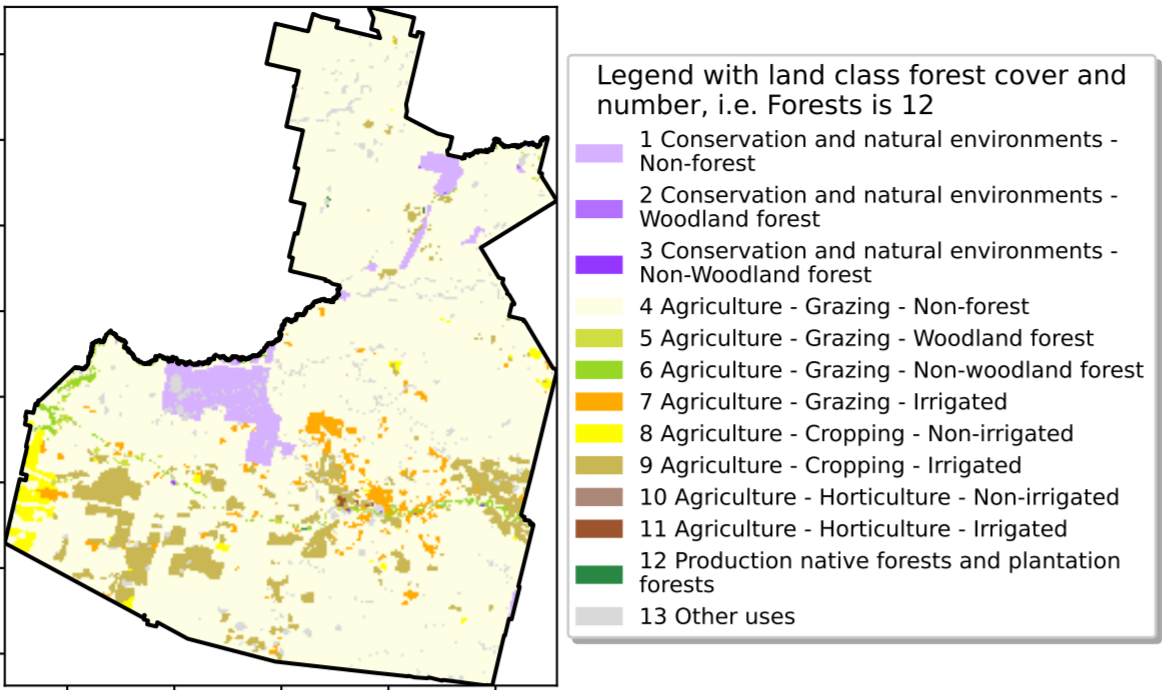 Legend with land class forest cover and
number, i.e. Forests is 12
1 Conservation and natural environments -
Non-forest
2 Conservation and natural environments -
Woodland forest
3 Conservation and natural environments -
Non-Woodland forest
4 Agriculture - Grazing - Non-forest
5 Agriculture - Grazing - Woodland forest
6 Agriculture - Grazing - Non-woodland forest
7 Agriculture - Grazing - Irrigated
8 Agriculture - Cropping - Non-irrigated
9 Agriculture - Cropping - Irrigated
10 Agriculture - Horticulture - Non-irrigated
11 Agriculture - Horticulture - Irrigated
12 Production native forests and plantation
forests
13 Other uses